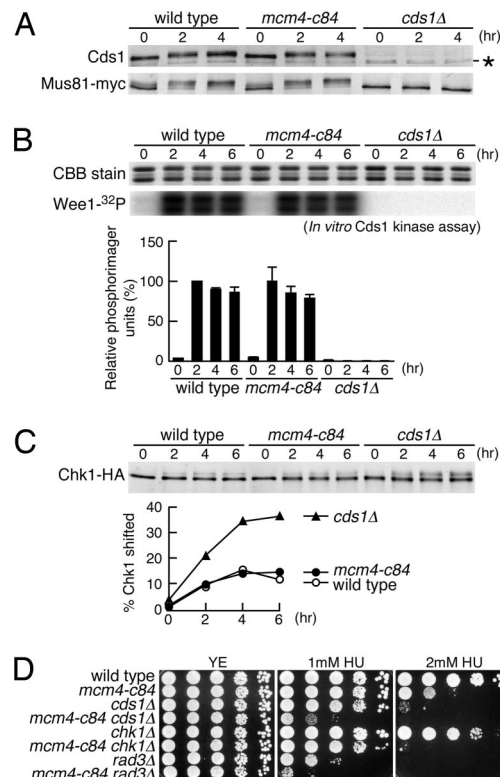 A
wild type mcm4-c84 cds1Δ
0 2 4 0 2 4 0 2 4 (hr)
Cds1
*
Mus81-myc
B
wild type mcm4-c84 cds1Δ
0 2 4 6 0 2 4 6 0 2 4 6 (hr)
CBB stain
Wee1-³²P
(In vitro Cds1 kinase assay)
Relative phosphorimager units (%)
150
100
50
0
0 2 4 6 0 2 4 6 0 2 4 6 (hr)
wild type mcm4-c84 cds1Δ
C
wild type mcm4-c84 cds1Δ
0 2 4 6 0 2 4 6 0 2 4 6 (hr)
Chk1-HA
% Chk1 shifted
40
30
20
10
0
cds1Δ
mcm4-c84
wild type
0 2 4 6 (hr)
D
YE 1mM HU 2mM HU
wild type
mcm4-c84
cds1Δ
mcm4-c84 cds1Δ
chk1Δ
mcm4-c84 chk1Δ
rad3Δ
mcm4-c84 rad3Δ